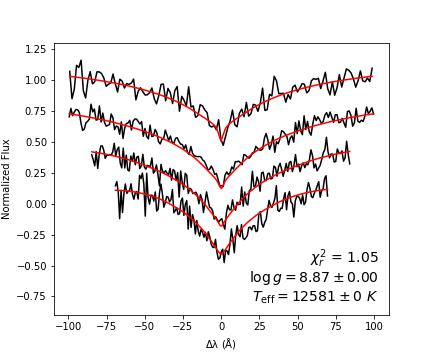 1.25
1.00
0.75
0.50
0.25
0.00
−0.25
−0.50
−0.75
Normalized Flux
χ²ᵣ = 1.05
log g = 8.87 ± 0.00
T_eff = 12581 ± 0 K
−100 −75 −50 −25 0 25 50 75 100
Δλ (Å)